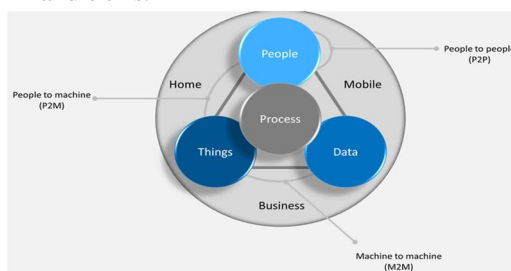 People
People to people
(P2P)
Home
Mobile
People to machine
(P2M)
Process
Things
Data
Business
Machine to machine
(M2M)